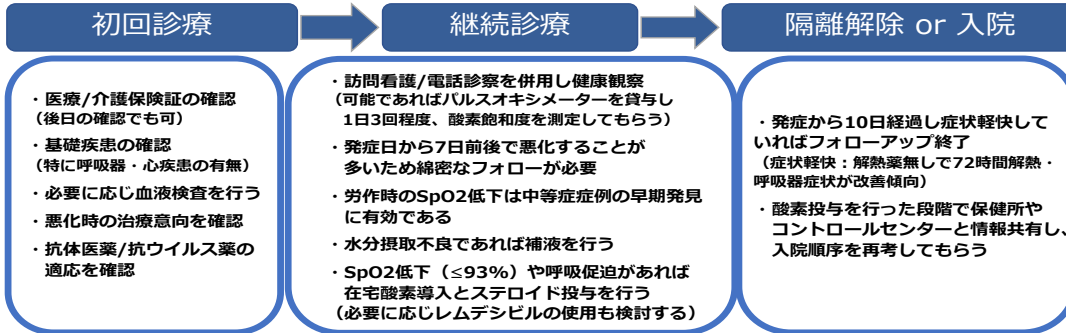 初回診療
継続診療
隔離解除 or 入院
・医療/介護保険証の確認
（後日の確認でも可）
・基礎疾患の確認
（特に呼吸器・心疾患の有無）
・必要に応じ血液検査を行う
・悪化時の治療意向を確認
・抗体医薬/抗ウイルス薬の
適応を確認
・訪問看護/電話診察を併用し健康観察
（可能であればパルスオキシメーターを貸与し
1日3回程度、酸素飽和度を測定してもらう）
・発症日から7日前後で悪化することが
多いため綿密なフォローが必要
・労作時のSpO2低下は中等症症例の早期発見
に有効である
・水分摂取不良であれば補液を行う
・SpO2低下（≤93%）や呼吸促迫があれば
在宅酸素導入とステロイド投与を行う
（必要に応じレムデシビルの使用も検討する）
・発症から10日経過し症状軽快して
いればフォローアップ終了
（症状軽快：解熱薬無しで72時間解熱・
呼吸器症状が改善傾向）
・酸素投与を行った段階で保健所や
コントロールセンターと情報共有し、
入院順序を再考してもらう